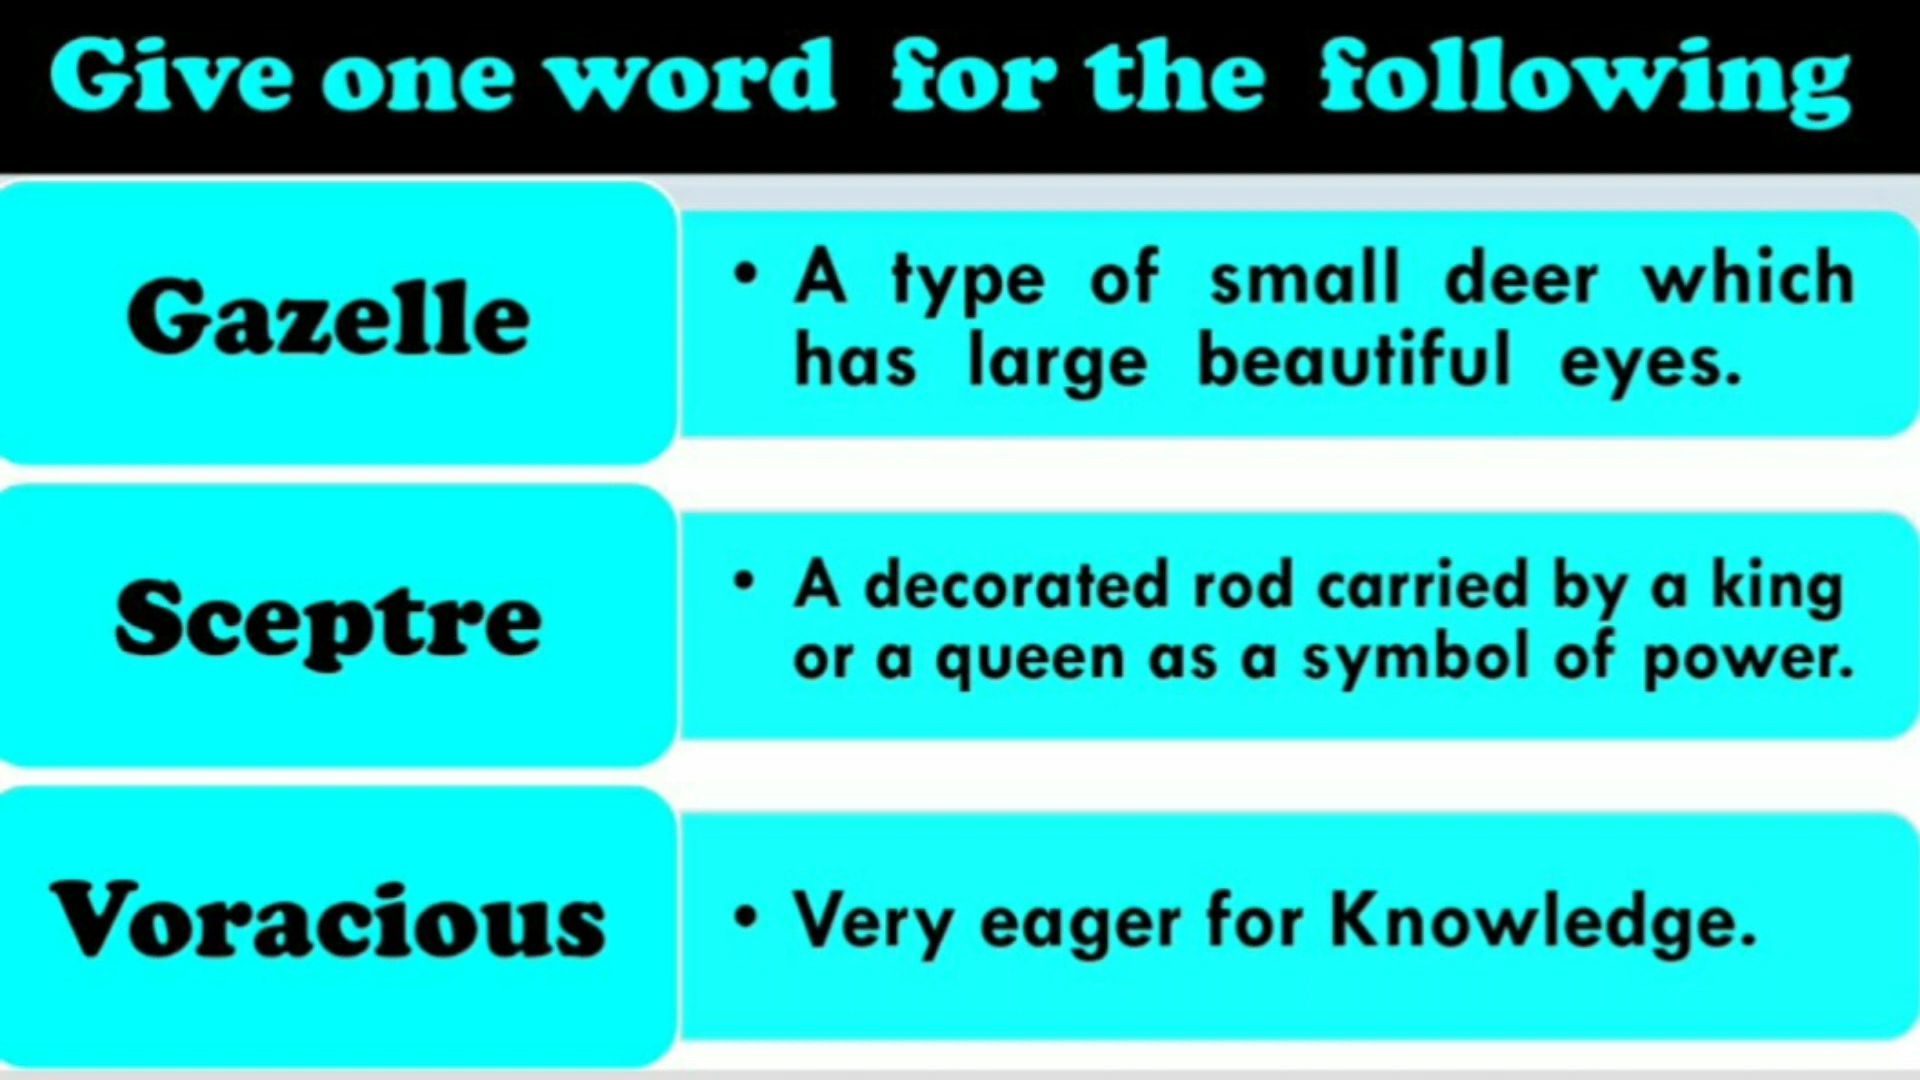 Give one word for the following
Gazelle
• A type of small deer which
has large beautiful eyes.
Sceptre
• A decorated rod carried by a king
or a queen as a symbol of power.
Voracious
• Very eager for Knowledge.